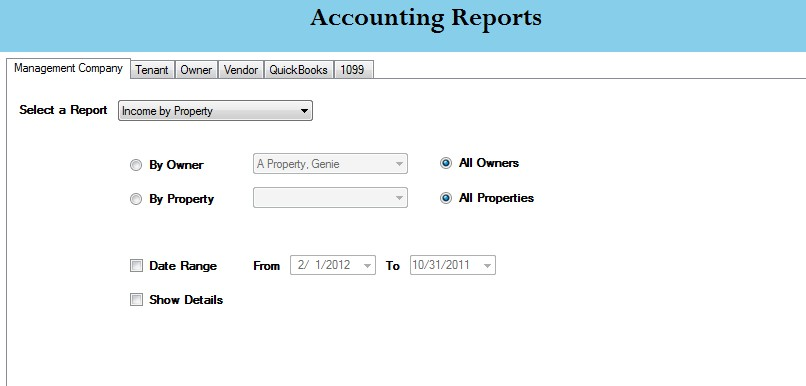 Accounting Reports
Management Company Tenant Owner Vendor QuickBooks 1099
Select a Report Income by Property
By Owner A Property, Genie All Owners
By Property All Properties
Date Range From 2/ 1/2012 To 10/31/2011
Show Details